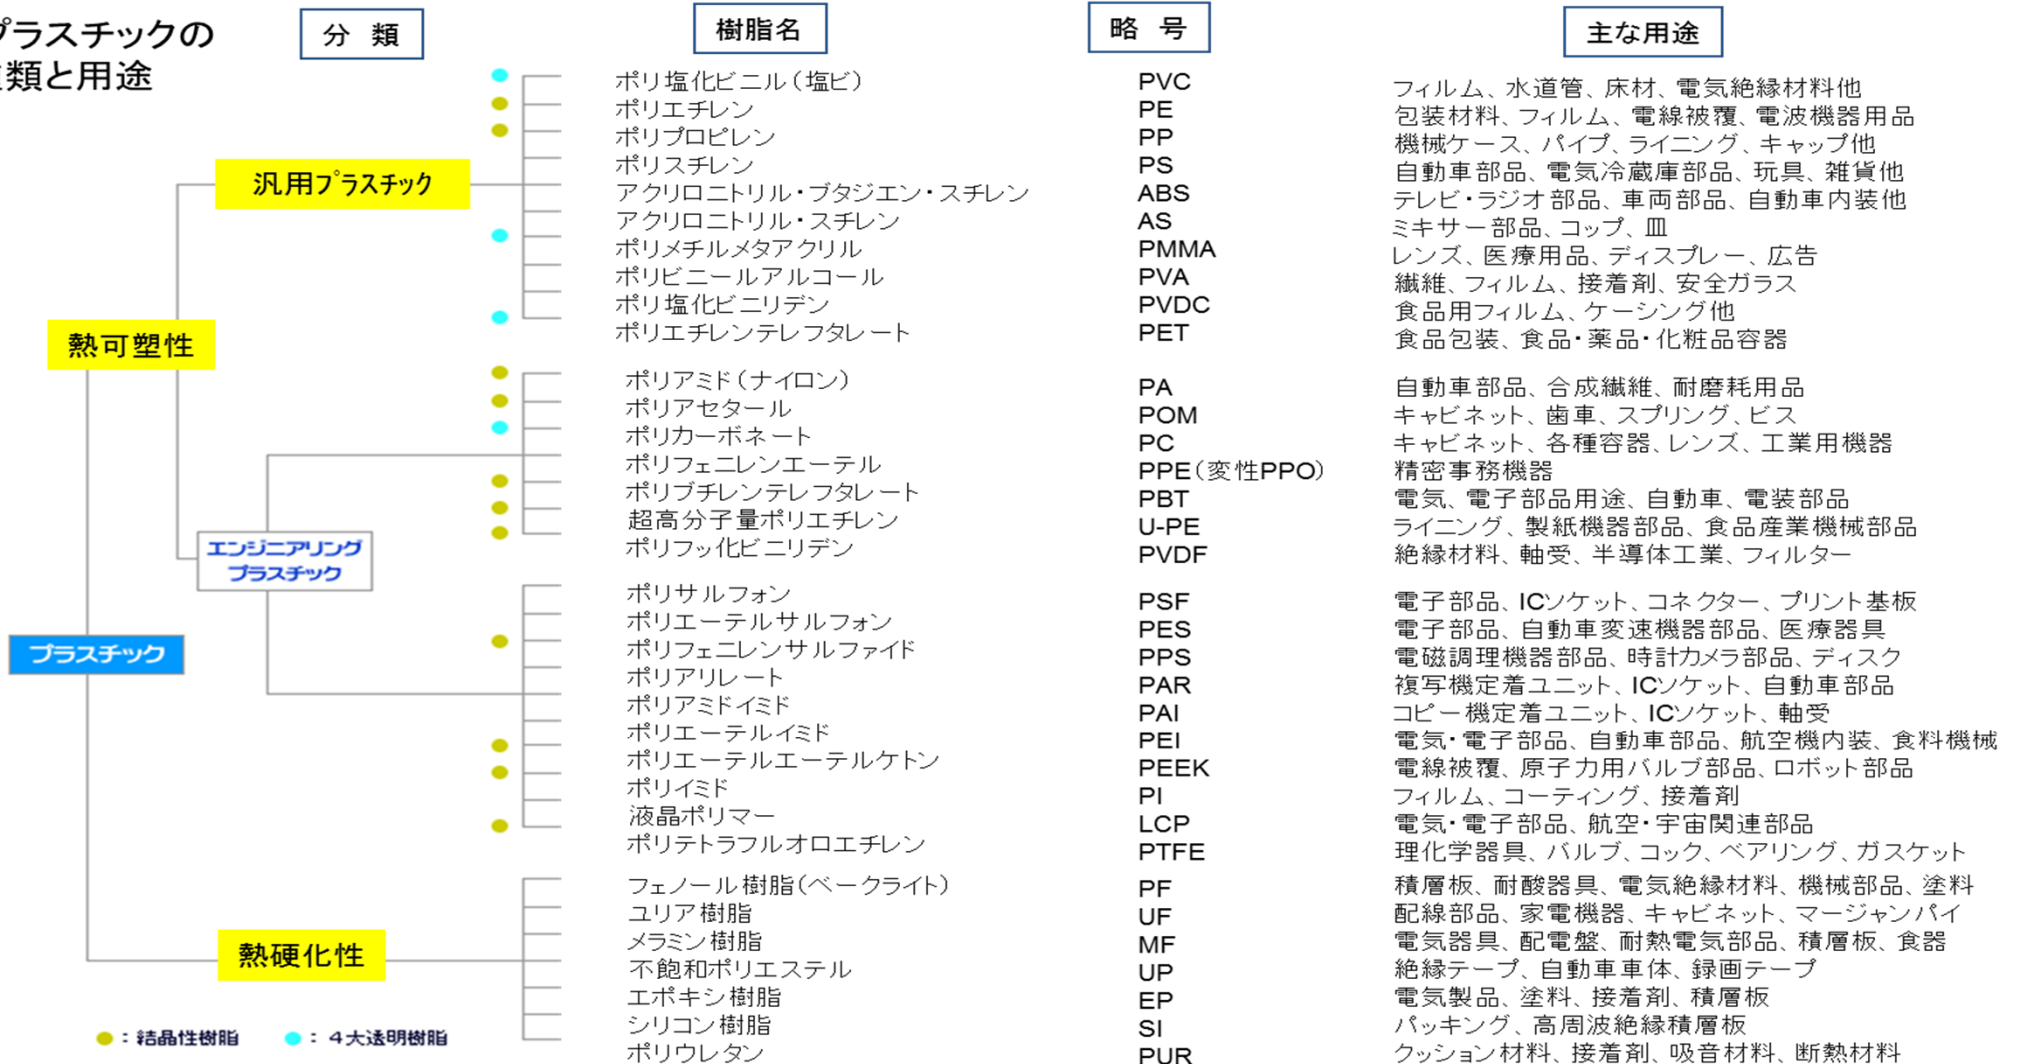 プラスチックの
類と用途
分 類
樹脂名
略 号
主な用途
ポリ塩化ビニル（塩ビ） PVC フィルム、水道管、床材、電気絶縁材料他
ポリエチレン PE 包装材料、フィルム、電線被覆、電波機器用品
ポリプロピレン PP 機械ケース、パイプ、ライニング、キャップ他
ポリスチレン PS 自動車部品、電気冷蔵庫部品、玩具、雑貨他
汎用プラスチック
アクリロニトリル・ブタジエン・スチレン ABS テレビ・ラジオ部品、車両部品、自動車内装他
アクリロニトリル・スチレン AS ミキサー部品、コップ、皿
ポリメチルメタアクリル PMMA レンズ、医療用品、ディスプレー、広告
ポリビニールアルコール PVA 繊維、フィルム、接着剤、安全ガラス
ポリ塩化ビニリデン PVDC 食品用フィルム、ケーシング他
ポリエチレンテレフタレート PET 食品包装、食品・薬品・化粧品容器
熱可塑性
ポリアミド（ナイロン） PA 自動車部品、合成繊維、耐磨耗用品
ポリアセタール POM キャビネット、歯車、スプリング、ビス
ポリカーボネート PC キャビネット、各種容器、レンズ、工業用機器
ポリフェニレンエーテル PPE（変性PPO） 精密事務機器
ポリブチレンテレフタレート PBT 電気、電子部品用途、自動車、電装部品
超高分子量ポリエチレン U-PE ライニング、製紙機器部品、食品産業機械部品
ポリフッ化ビニリデン PVDF 絶縁材料、軸受、半導体工業、フィルター
エンジニアリング
プラスチック
ポリサルフォン PSF 電子部品、ICソケット、コネクター、プリント基板
ポリエーテルサルフォン PES 電子部品、自動車変速機器部品、医療器具
ポリフェニレンサルファイド PPS 電磁調理機器部品、時計カメラ部品、ディスク
プラスチック
ポリアリレート PAR 複写機定着ユニット、ICソケット、自動車部品
ポリアミドイミド PAI コピー機定着ユニット、ICソケット、軸受
ポリエーテルイミド PEI 電気・電子部品、自動車部品、航空機内装、食料機械
ポリエーテルエーテルケトン PEEK 電線被覆、原子力用バルブ部品、ロボット部品
ポリイミド PI フィルム、コーティング、接着剤
液晶ポリマー LCP 電気・電子部品、航空・宇宙関連部品
ポリテトラフルオロエチレン PTFE 理化学器具、バルブ、コック、ベアリング、ガスケット
フェノール樹脂（ベークライト） PF 積層板、耐酸器具、電気絶縁材料、機械部品、塗料
ユリア樹脂 UF 配線部品、家電機器、キャビネット、マージャンパイ
メラミン樹脂 MF 電気器具、配電盤、耐熱電気部品、積層板、食器
熱硬化性
不飽和ポリエステル UP 絶縁テープ、自動車車体、録画テープ
エポキシ樹脂 EP 電気製品、塗料、接着剤、積層板
シリコン樹脂 SI パッキング、高周波絶縁積層板
ポリウレタン PUR クッション材料、接着剤、吸音材料、断熱材料
：結晶性樹脂
：4大透明樹脂